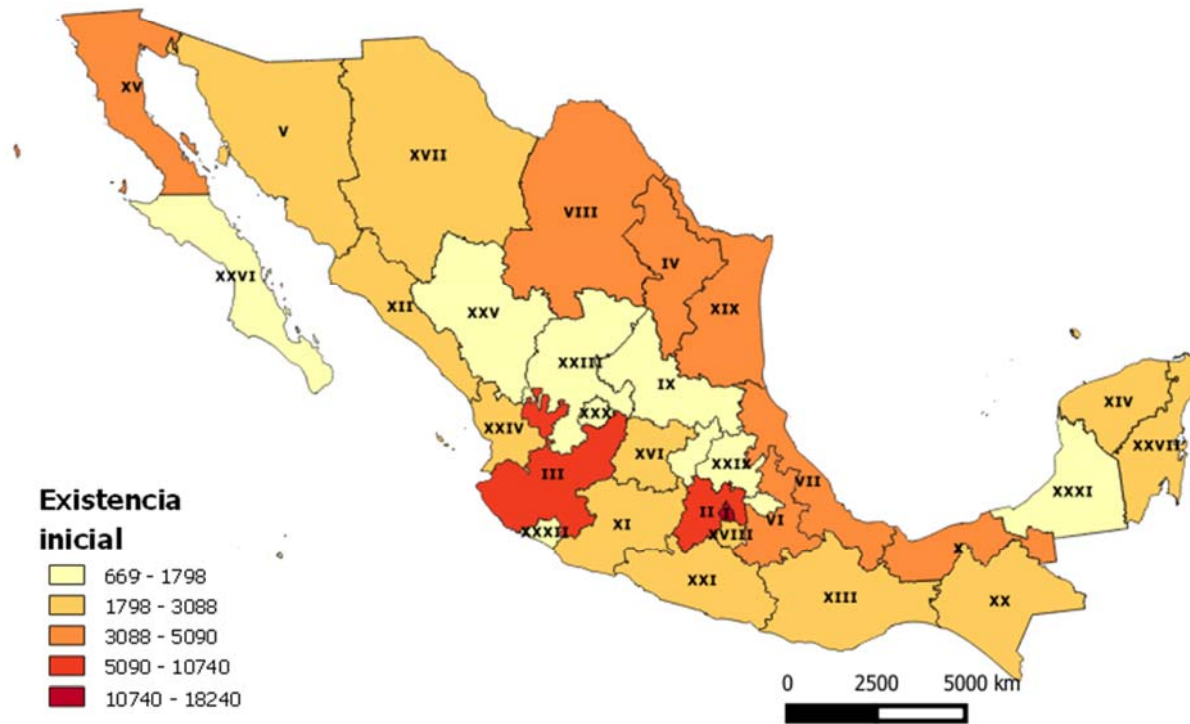 XV
V
XVII
VIII
IV
XIX
XXVI
XII
XXV
XXIII
IX
XXX
XXIV
III
XVI
XXIX
VII
XIV
XXVII
XXXI
II
I
VI
XVIII
XXXII
XI
X
XXI
XIII
XX
Existencia
inicial
669 - 1798
1798 - 3088
3088 - 5090
5090 - 10740
10740 - 18240
0 2500 5000 km